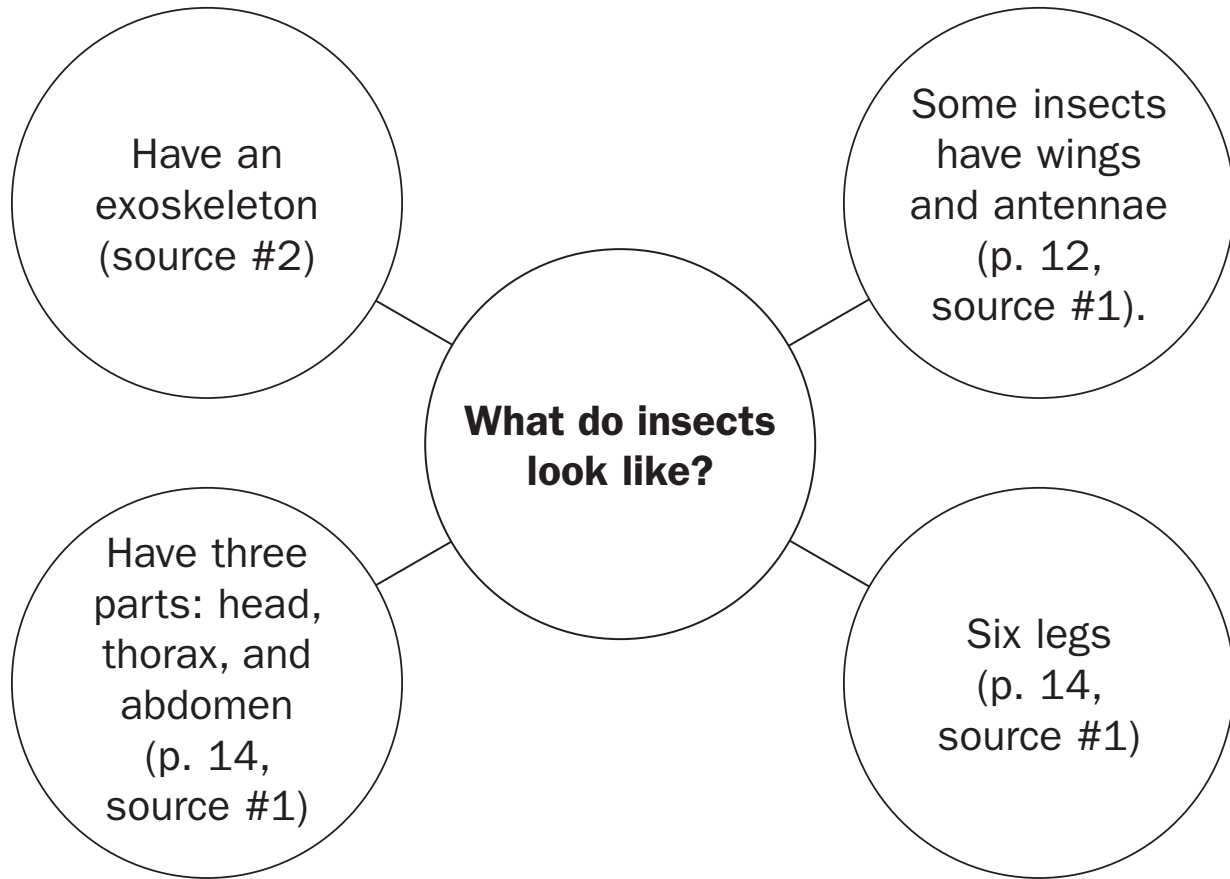 Have an
exoskeleton
(source #2)
Some insects
have wings
and antennae
(p. 12,
source #1).
What do insects
look like?
Have three
parts: head,
thorax, and
abdomen
(p. 14,
source #1)
Six legs
(p. 14,
source #1)